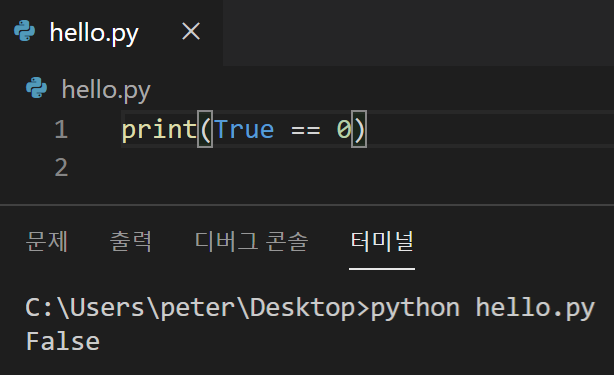 hello.py
hello.py
1 print(True == 0)
2
문제 출력 디버그 콘솔 터미널
C:\Users\peter\Desktop>python hello.py
False